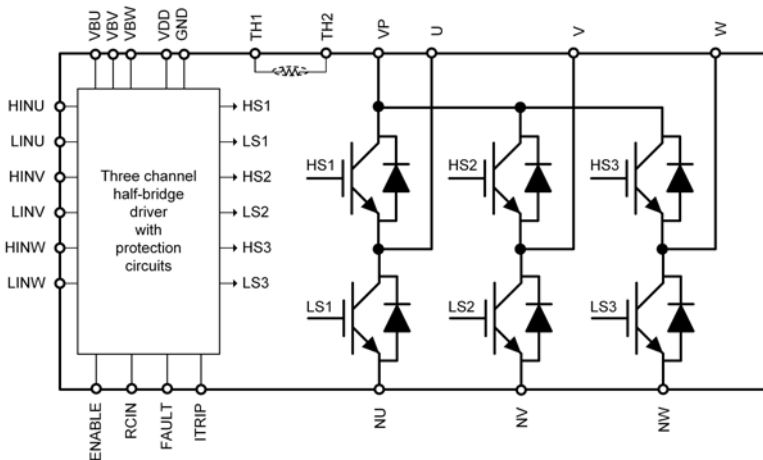 VBU
VBV
VBW
VDD
GND
TH1
TH2
VP
U
V
W
HINU
LINU
HINV
LINV
HINW
LINW
Three channel
half-bridge
driver
with
protection
circuits
HS1
LS1
HS2
LS2
HS3
LS3
HS1
HS2
HS3
LS1
LS2
LS3
ENABLE
RCIN
FAULT
ITRIP
NU
NV
NW